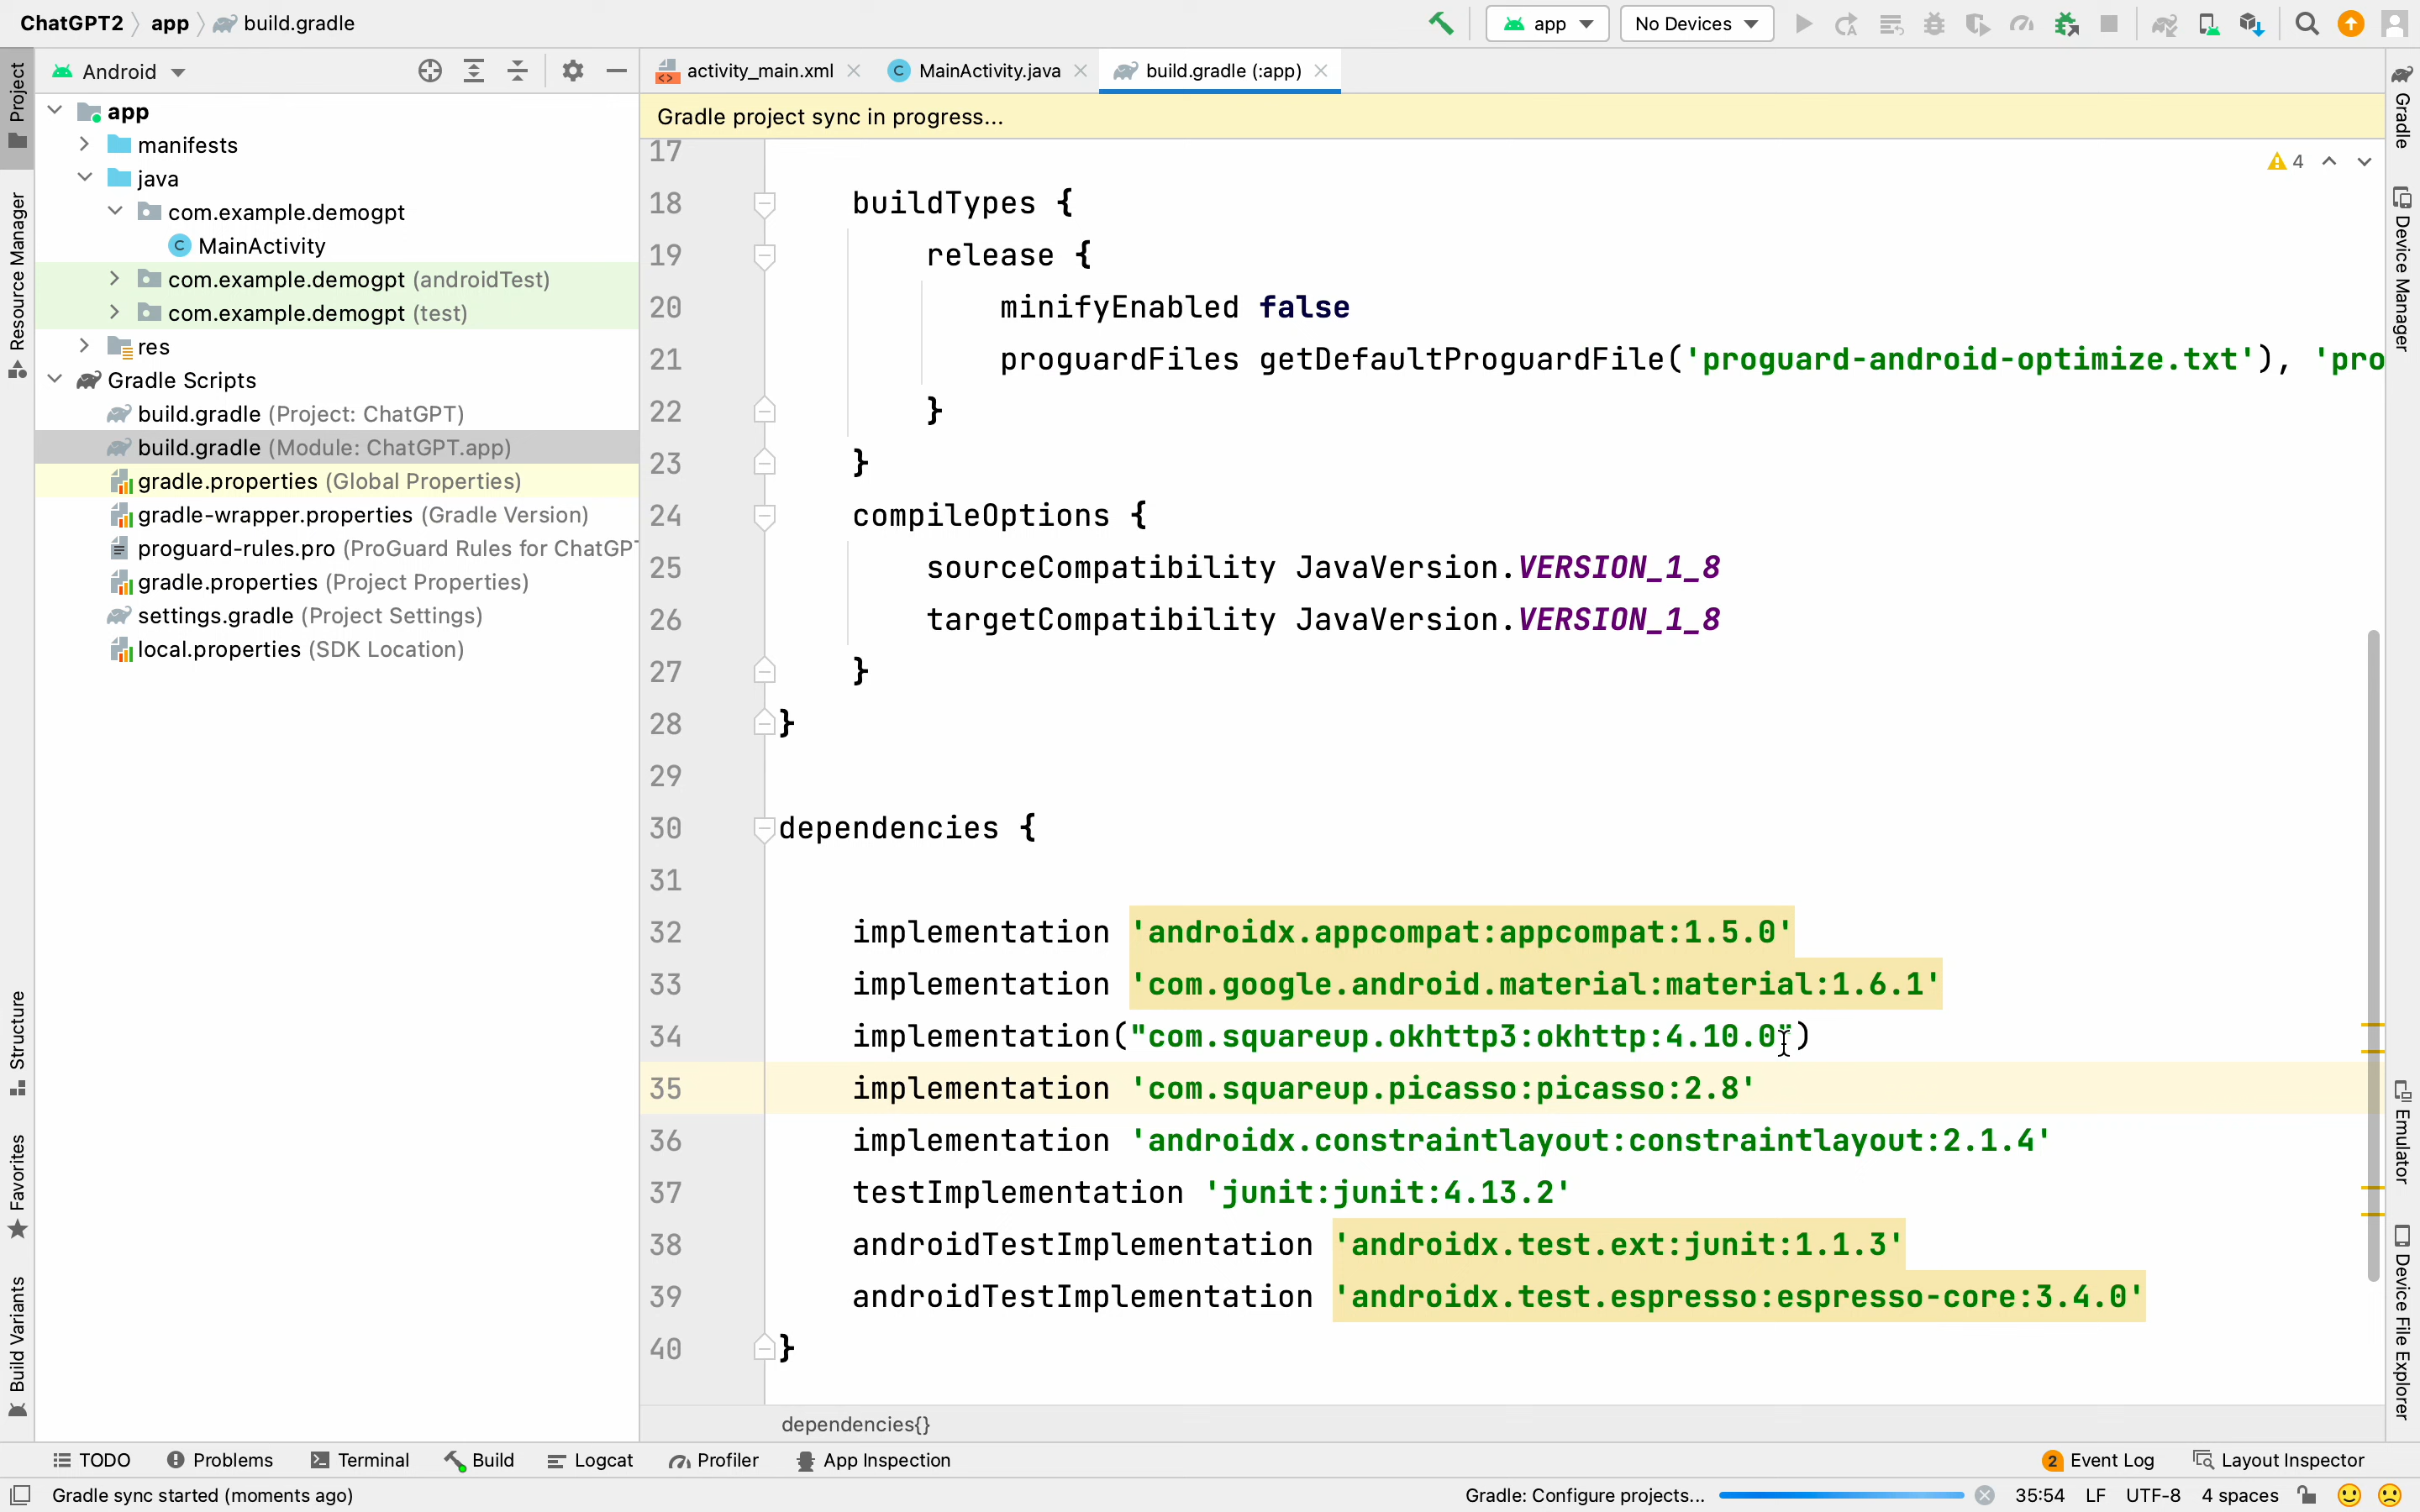 ChatGPT2 app build.gradle
app No Devices
Project
Resource Manager
Structure
Favorites
Build Variants
Android
app
manifests
java
com.example.demogpt
MainActivity
com.example.demogpt (androidTest)
com.example.demogpt (test)
res
Gradle Scripts
build.gradle (Project: ChatGPT)
build.gradle (Module: ChatGPT.app)
gradle.properties (Global Properties)
gradle-wrapper.properties (Gradle Version)
proguard-rules.pro (ProGuard Rules for ChatGPT
gradle.properties (Project Properties)
settings.gradle (Project Settings)
local.properties (SDK Location)
activity_main.xml MainActivity.java build.gradle (:app)
Gradle project sync in progress...
4
17
18 buildTypes {
19 release {
20 minifyEnabled false
21 proguardFiles getDefaultProguardFile('proguard-android-optimize.txt'), 'pro
22 }
23 }
24 compileOptions {
25 sourceCompatibility JavaVersion.VERSION_1_8
26 targetCompatibility JavaVersion.VERSION_1_8
27 }
28 }
29
30 dependencies {
31
32 implementation 'androidx.appcompat:appcompat:1.5.0'
33 implementation 'com.google.android.material:material:1.6.1'
34 implementation("com.squareup.okhttp3:okhttp:4.10.0")
35 implementation 'com.squareup.picasso:picasso:2.8'
36 implementation 'androidx.constraintlayout:constraintlayout:2.1.4'
37 testImplementation 'junit:junit:4.13.2'
38 androidTestImplementation 'androidx.test.ext:junit:1.1.3'
39 androidTestImplementation 'androidx.test.espresso:espresso-core:3.4.0'
40 }
dependencies{}
Gradle
Device Manager
Emulator
Device File Explorer
TODO Problems Terminal Build Logcat Profiler App Inspection 2 Event Log Layout Inspector
Gradle sync started (moments ago) Gradle: Configure projects... 35:54 LF UTF-8 4 spaces